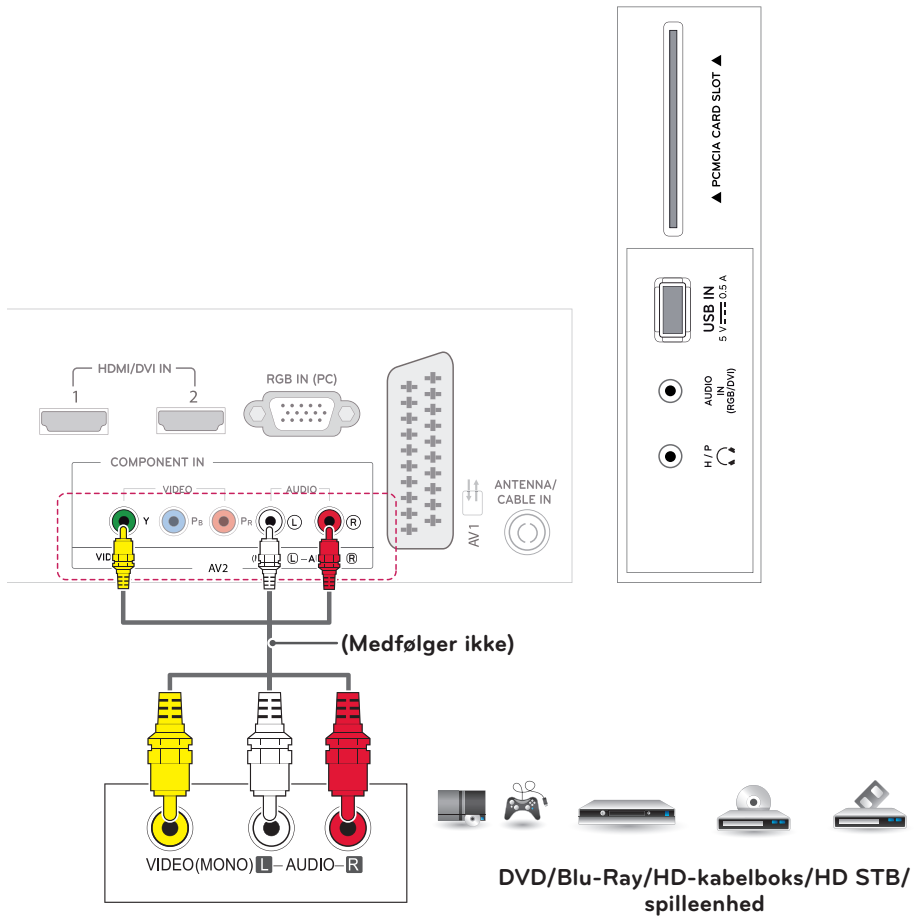 ▲ PCMCIA CARD SLOT ▲
USB IN
5 V 0.5 A
AUDIO
IN
(RGB/DVI)
H / P
HDMI/DVI IN
1 2
RGB IN (PC)
COMPONENT IN
VIDEO AUDIO
Y PB PR L R
L R
AV2
AV1
ANTENNA/
CABLE IN
(Medfølger ikke)
VIDEO (MONO) L - AUDIO - R
DVD/Blu-Ray/HD-kabelboks/HD STB/
spilleenhed